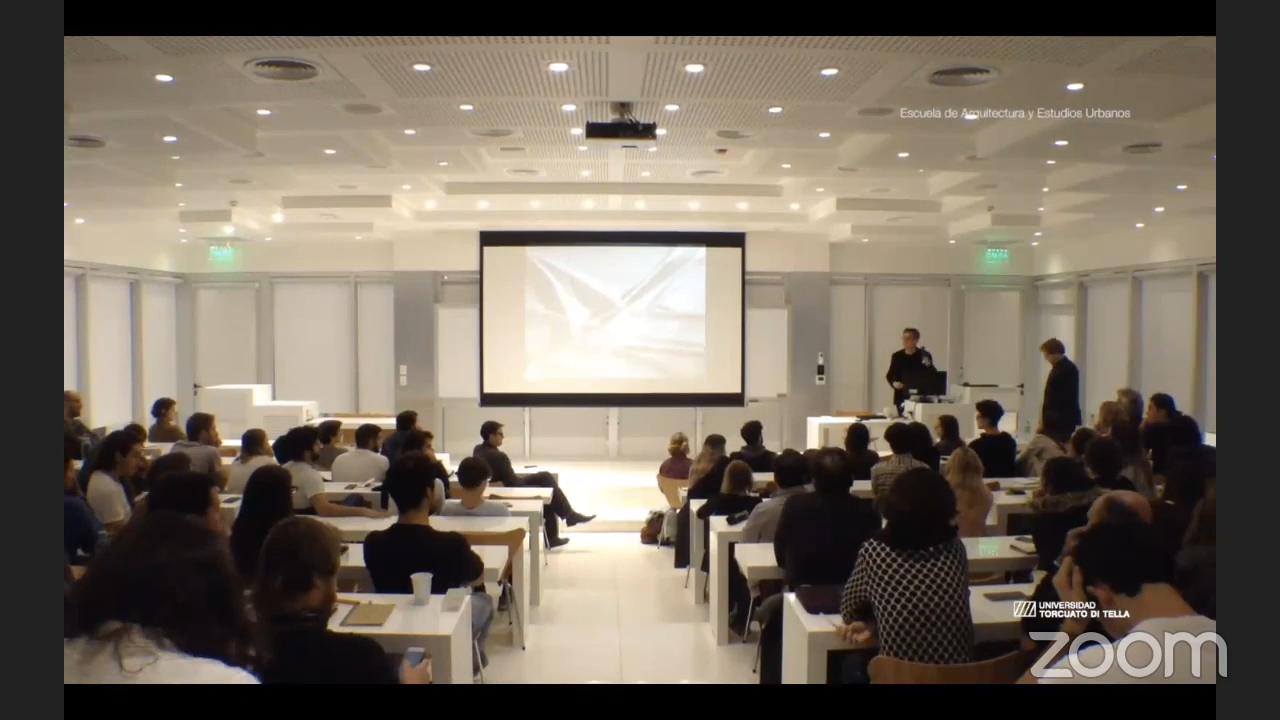 Escuela de Arquitectura y Estudios Urbanos
UNIVERSIDAD
TORCUATO DI TELLA
zoom